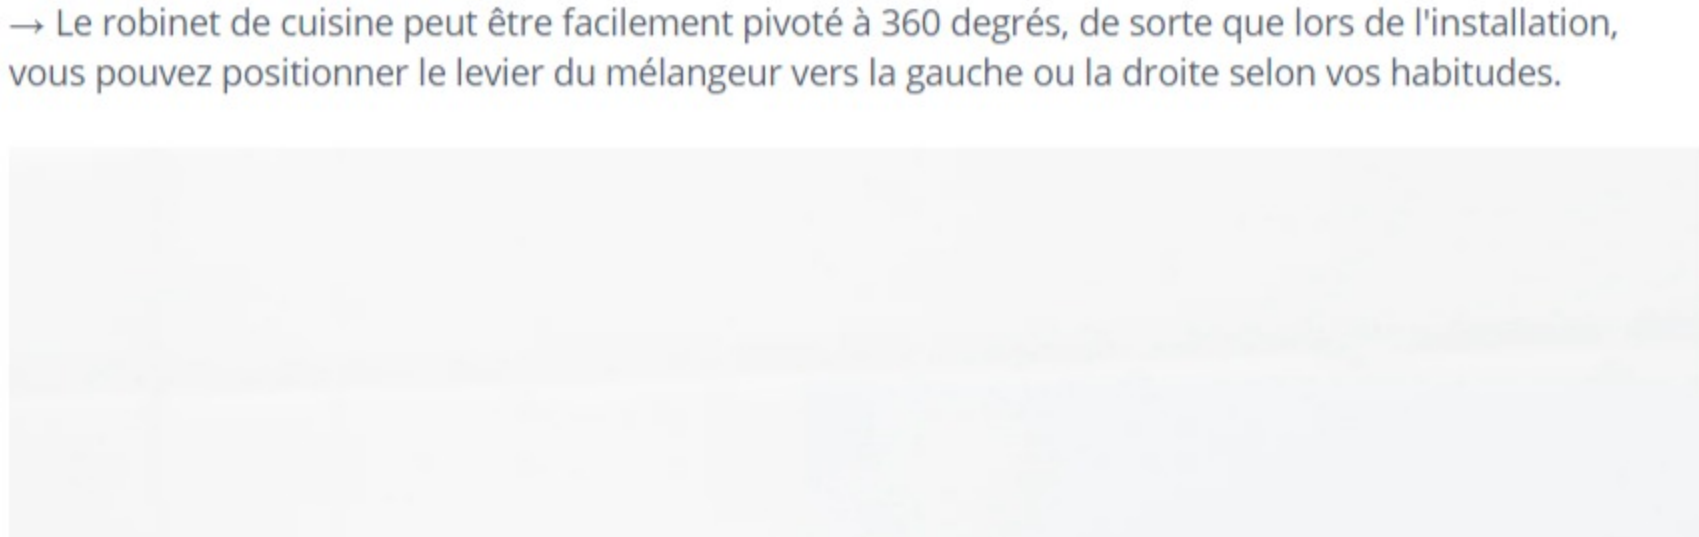 → Le robinet de cuisine peut être facilement pivoté à 360 degrés, de sorte que lors de l'installation,
vous pouvez positionner le levier du mélangeur vers la gauche ou la droite selon vos habitudes.